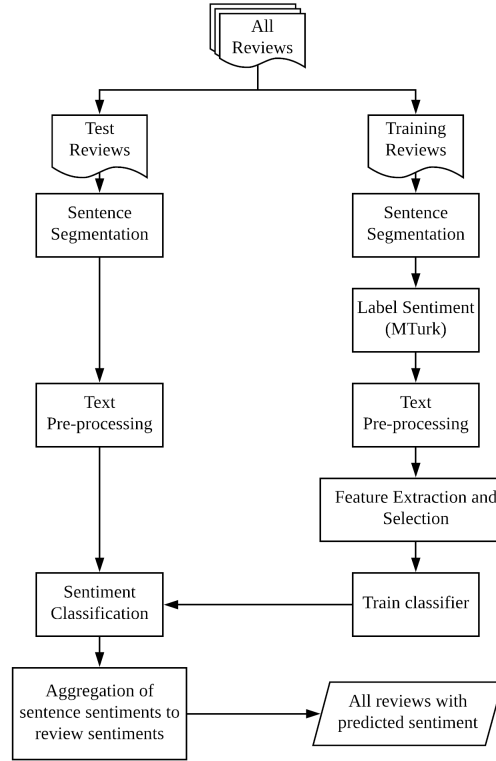 All
Reviews
Test
Reviews
Training
Reviews
Sentence
Segmentation
Sentence
Segmentation
Label Sentiment
(MTurk)
Text
Pre-processing
Text
Pre-processing
Feature Extraction and
Selection
Sentiment
Classification
Train classifier
Aggregation of
sentence sentiments to
review sentiments
All reviews with
predicted sentiment